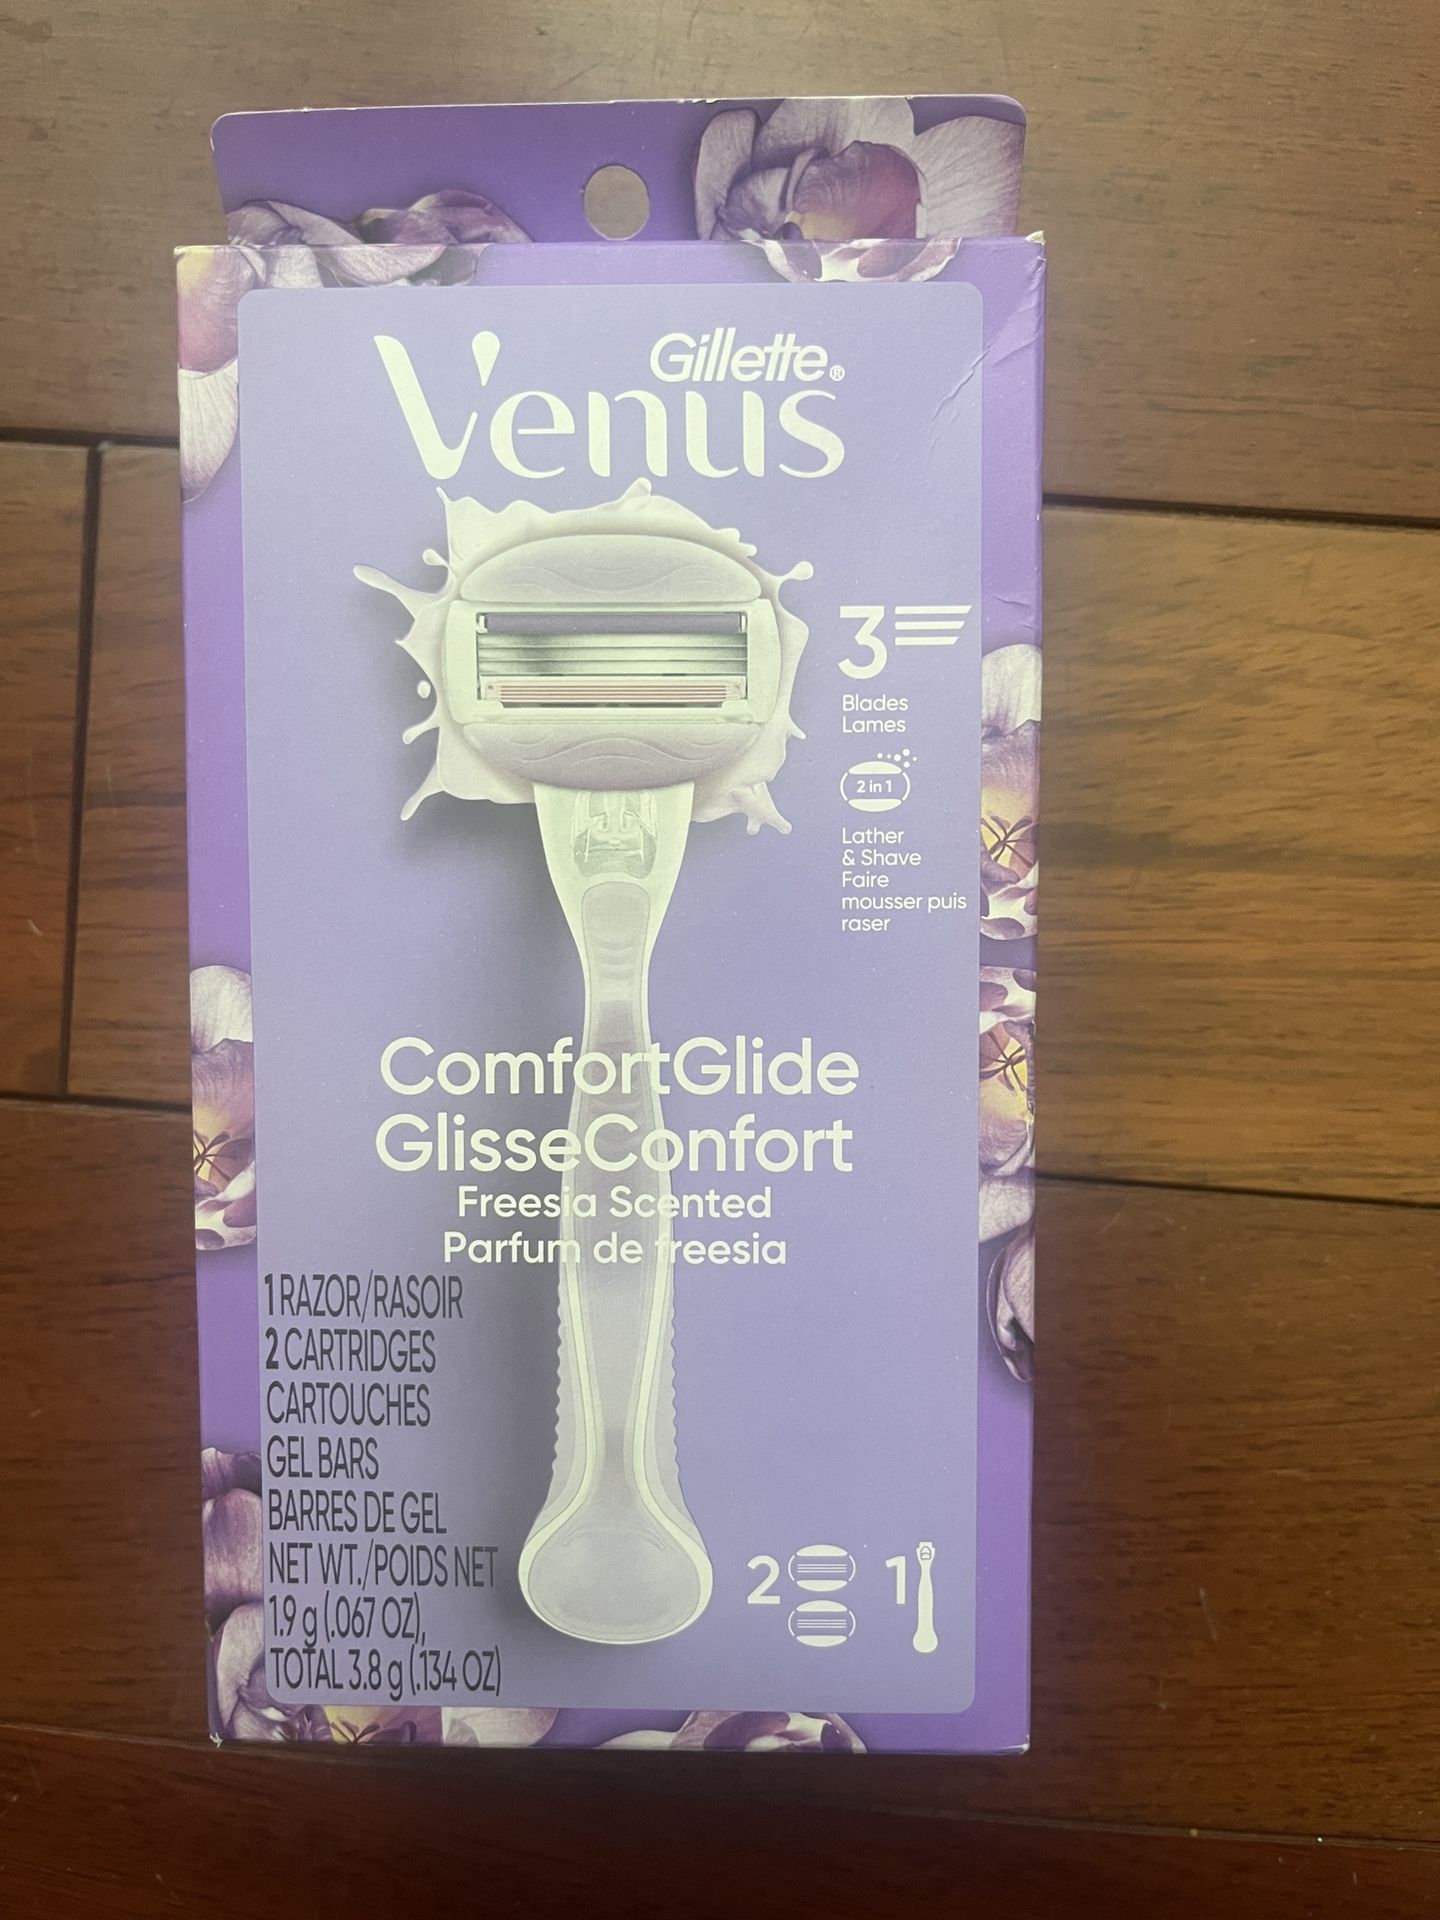 Gillette®
Venus
3
Blades
Lames
2 in 1
Lather
& Shave
Faire
mousser puis
raser
ComfortGlide
GlisseConfort
Freesia Scented
Parfum de freesia
1 RAZOR/RASOIR
2 CARTRIDGES
CARTOUCHES
GEL BARS
BARRES DE GEL
NET WT./POIDS NET
1.9 g (.067 OZ),
TOTAL 3.8 g (.134 OZ)
2 1